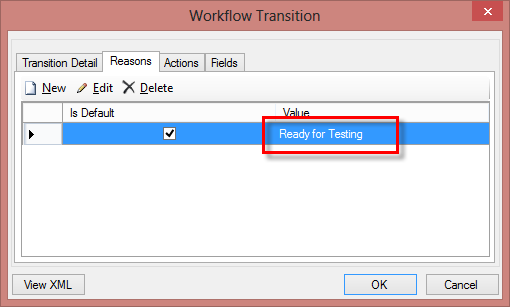 Workflow Transition
Transition Detail Reasons Actions Fields
New Edit Delete
Is Default Value
Ready for Testing
View XML OK Cancel